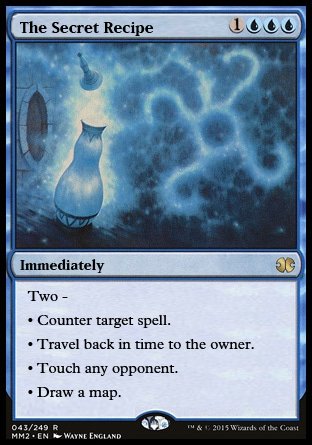 The Secret Recipe 1
Immediately
Two -
• Counter target spell.
• Travel back in time to the owner.
• Touch any opponent.
• Draw a map.
043/249 R
MM2 • EN WAYNE ENGLAND
™ & © 2015 Wizards of the Coast